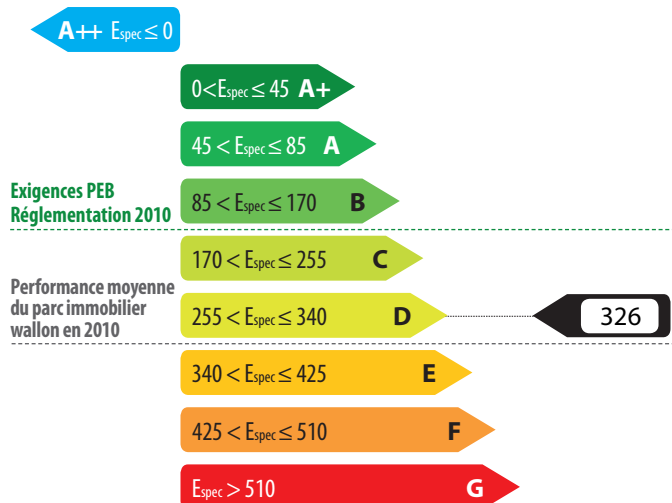 A++ Espec ≤ 0
0 < Espec ≤ 45 A+
45 < Espec ≤ 85 A
Exigences PEB
Réglementation 2010
85 < Espec ≤ 170 B
170 < Espec ≤ 255 C
Performance moyenne
du parc immobilier
wallon en 2010
255 < Espec ≤ 340 D
326
340 < Espec ≤ 425 E
425 < Espec ≤ 510 F
Espec > 510 G